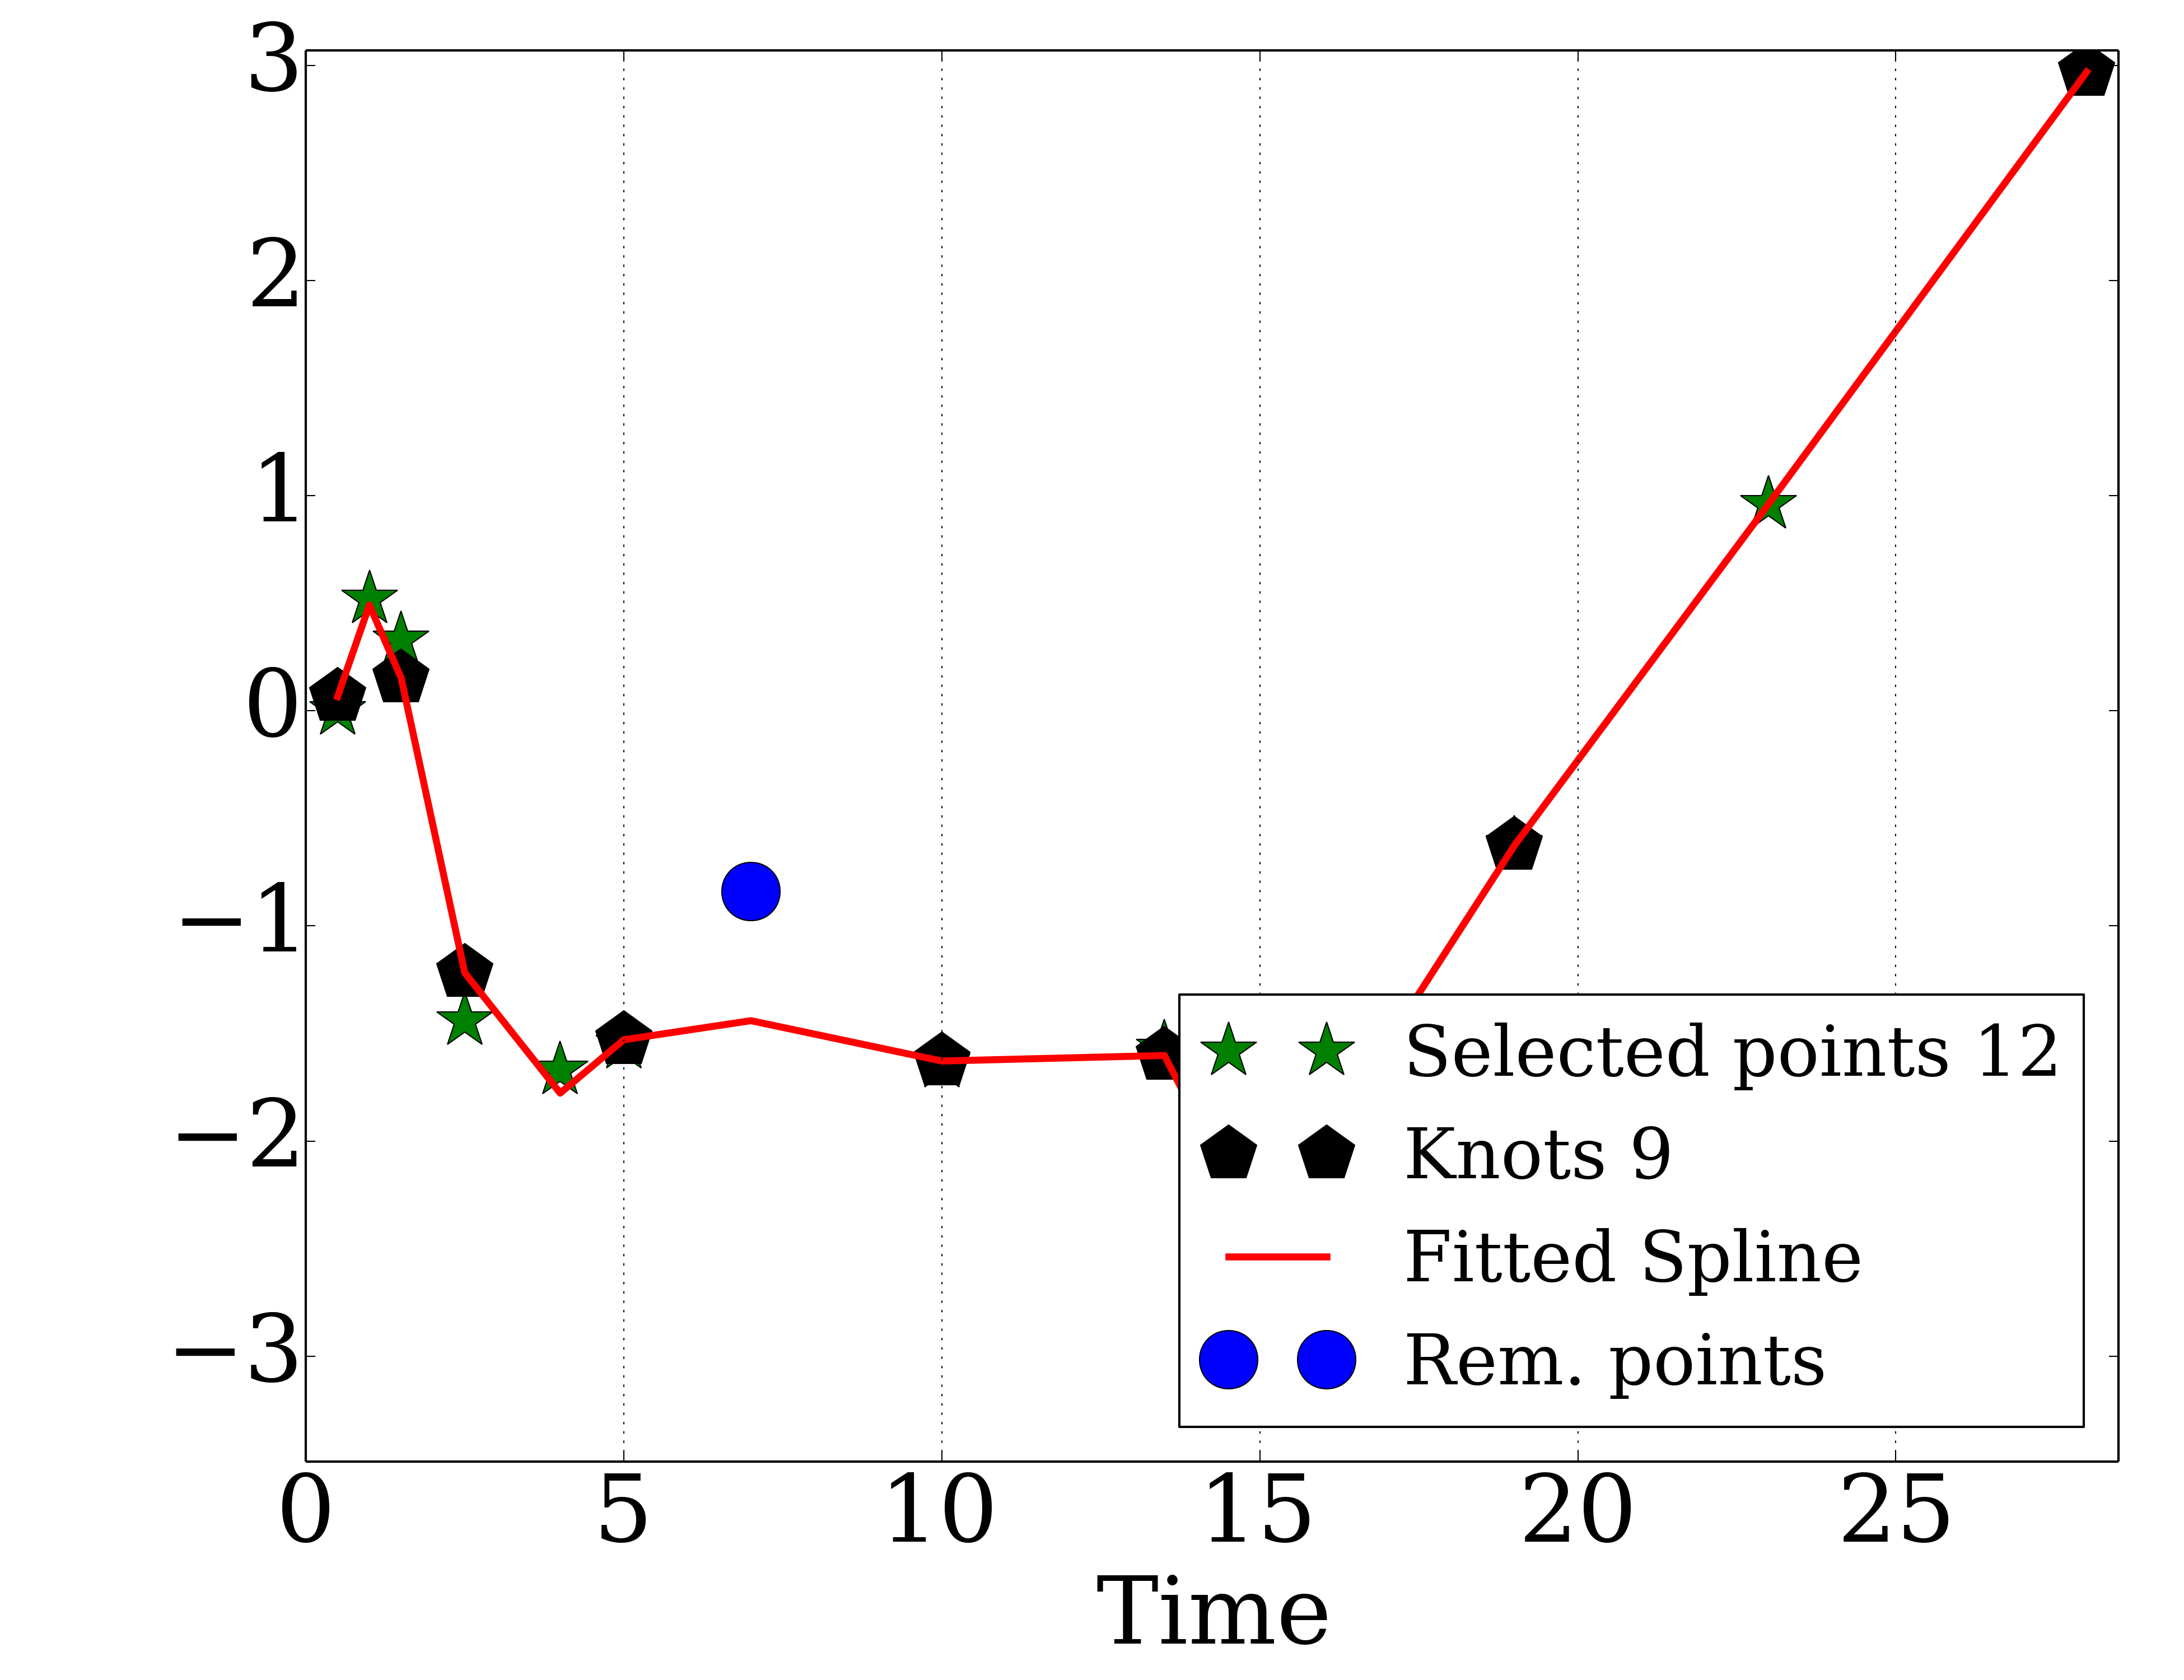 3
2
1
0
−1
−2
−3
Selected points 12
Knots 9
Fitted Spline
Rem. points
0 5 10 15 20 25
Time